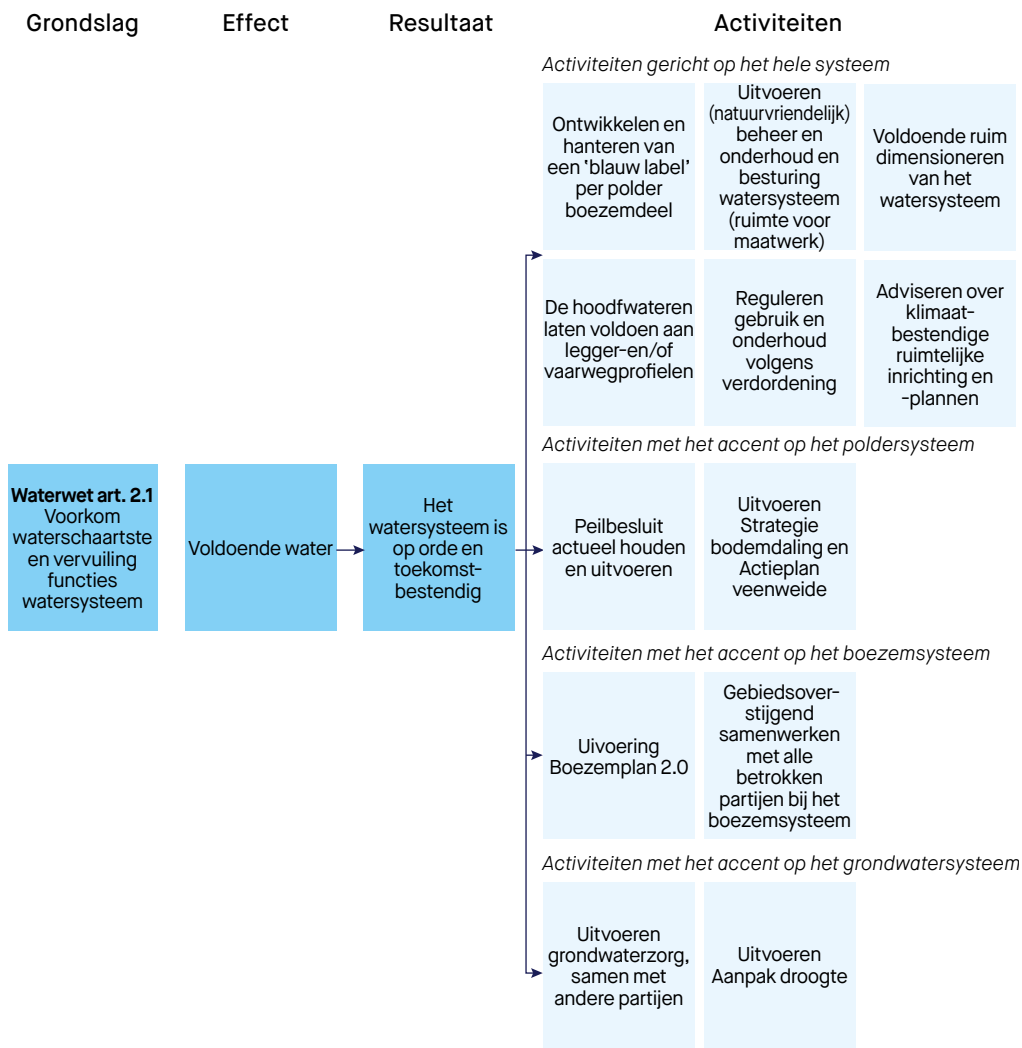 Grondslag
Effect
Resultaat
Activiteiten
Activiteiten gericht op het hele systeem
Ontwikkelen en
hanteren van
een 'blauw label'
per polder
boezemdeel
Uitvoeren
(natuurvriendelijk)
beheer en
onderhoud en
besturing
watersysteem
(ruimte voor
maatwerk)
Voldoende ruim
dimensioneren
van het
watersysteem
De hoodfwateren
laten voldoen aan
legger-en/of
vaarwegprofielen
Reguleren
gebruik en
onderhoud
volgens
verdordening
Adviseren over
klimaat-
bestendige
ruimtelijke
inrichting en
-plannen
Activiteiten met het accent op het poldersysteem
Waterwet art. 2.1
Voorkom
waterschaartste
en vervuiling
functies
watersysteem
Voldoende water
Het
watersysteem is
op orde en
toekomst-
bestendig
Peilbesluit
actueel houden
en uitvoeren
Uitvoeren
Strategie
bodemdaling en
Actieplan
veenweide
Activiteiten met het accent op het boezemsysteem
Uivoering
Boezemplan 2.0
Gebiedsover-
stijgend
samenwerken
met alle
betrokken
partijen bij het
boezemsysteem
Activiteiten met het accent op het grondwatersysteem
Uitvoeren
grondwaterzorg,
samen met
andere partijen
Uitvoeren
Aanpak droogte